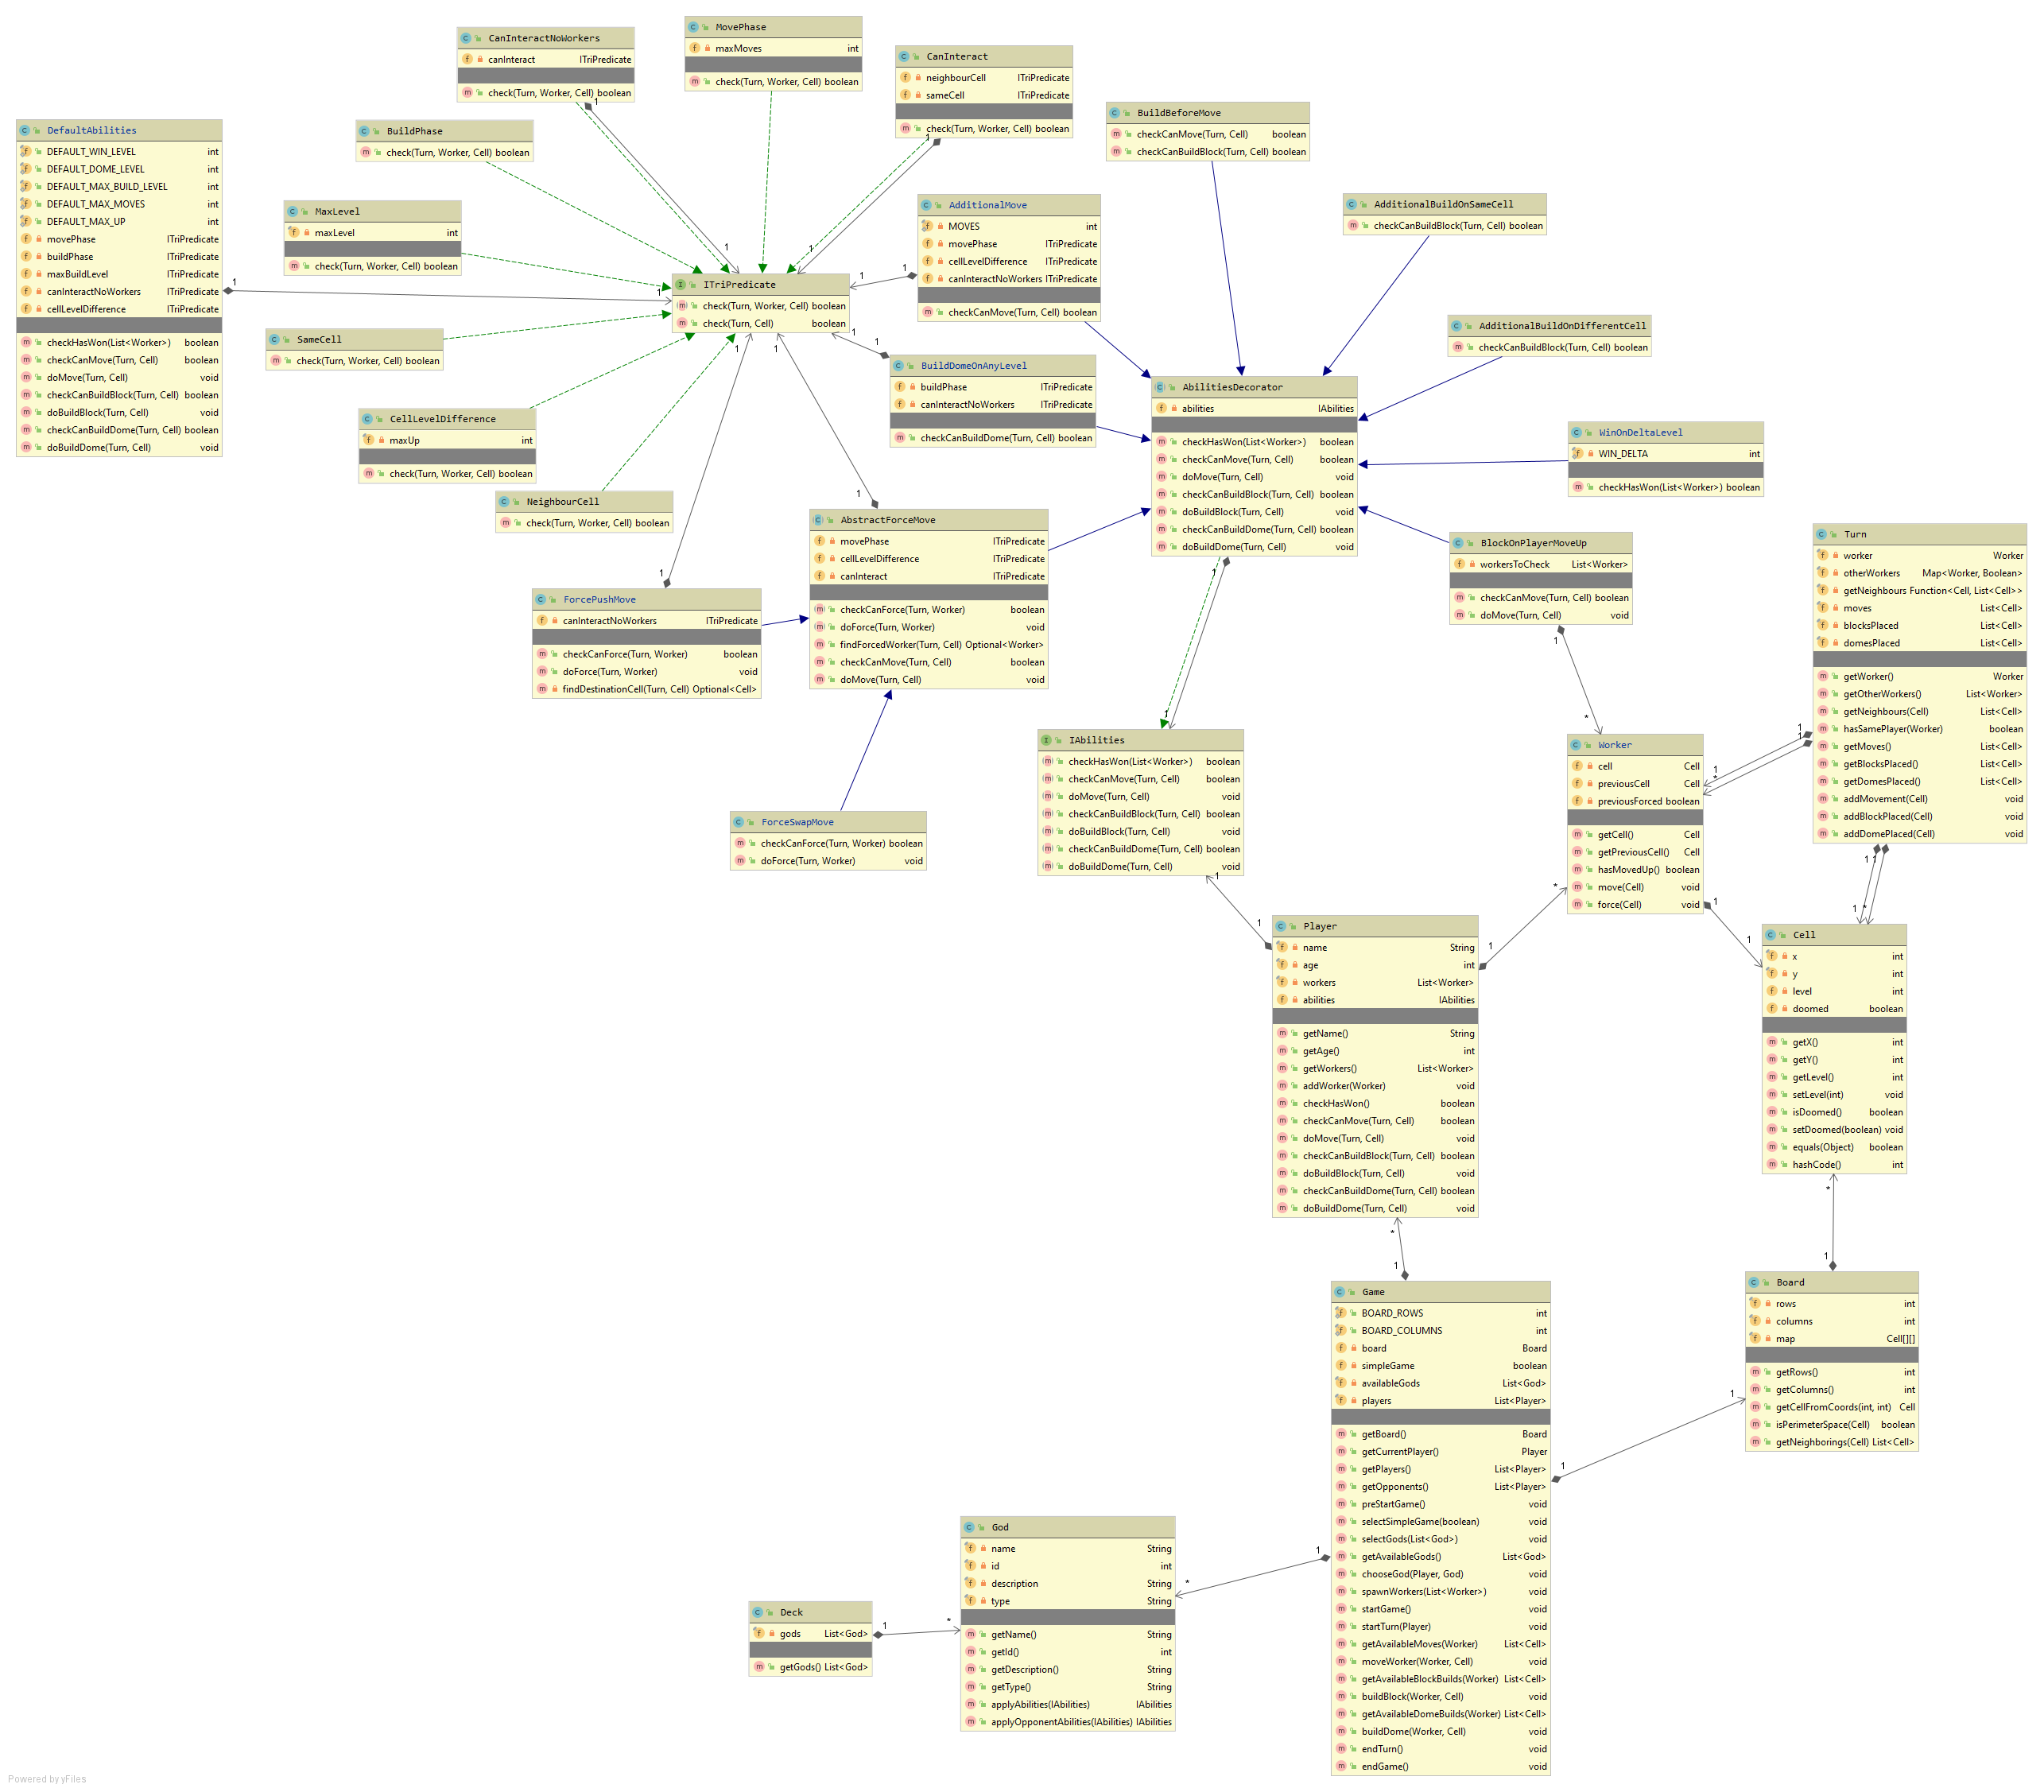 CanInteractNoWorkers
canInteract ITriPredicate
check(Turn, Worker, Cell) boolean
MovePhase
maxMoves int
check(Turn, Worker, Cell) boolean
CanInteract
neighbourCell ITriPredicate
sameCell ITriPredicate
check(Turn, Worker, Cell) boolean
BuildBeforeMove
checkCanMove(Turn, Cell) boolean
checkCanBuildBlock(Turn, Cell) boolean
DefaultAbilities
DEFAULT_WIN_LEVEL int
DEFAULT_DOME_LEVEL int
DEFAULT_MAX_BUILD_LEVEL int
DEFAULT_MAX_MOVES int
DEFAULT_MAX_UP int
movePhase ITriPredicate
buildPhase ITriPredicate
maxBuildLevel ITriPredicate
canInteractNoWorkers ITriPredicate
cellLevelDifference ITriPredicate
checkHasWon(List<Worker>) boolean
checkCanMove(Turn, Cell) boolean
doMove(Turn, Cell) void
checkCanBuildBlock(Turn, Cell) boolean
doBuildBlock(Turn, Cell) void
checkCanBuildDome(Turn, Cell) boolean
doBuildDome(Turn, Cell) void
BuildPhase
check(Turn, Worker, Cell) boolean
MaxLevel
maxLevel int
check(Turn, Worker, Cell) boolean
AdditionalMove
MOVES int
movePhase ITriPredicate
cellLevelDifference ITriPredicate
canInteractNoWorkers ITriPredicate
checkCanMove(Turn, Cell) boolean
AdditionalBuildOnSameCell
checkCanBuildBlock(Turn, Cell) boolean
ITriPredicate
check(Turn, Worker, Cell) boolean
check(Turn, Cell) boolean
SameCell
check(Turn, Worker, Cell) boolean
AdditionalBuildOnDifferentCell
checkCanBuildBlock(Turn, Cell) boolean
BuildDomeOnAnyLevel
buildPhase ITriPredicate
canInteractNoWorkers ITriPredicate
checkCanBuildDome(Turn, Cell) boolean
AbilitiesDecorator
abilities IAbilities
checkHasWon(List<Worker>) boolean
checkCanMove(Turn, Cell) boolean
doMove(Turn, Cell) void
checkCanBuildBlock(Turn, Cell) boolean
doBuildBlock(Turn, Cell) void
checkCanBuildDome(Turn, Cell) boolean
doBuildDome(Turn, Cell) void
CellLevelDifference
maxUp int
check(Turn, Worker, Cell) boolean
WinOnDeltaLevel
WIN_DELTA int
checkHasWon(List<Worker>) boolean
NeighbourCell
check(Turn, Worker, Cell) boolean
AbstractForceMove
movePhase ITriPredicate
cellLevelDifference ITriPredicate
canInteract ITriPredicate
checkCanForce(Turn, Worker) boolean
doForce(Turn, Worker) void
findForcedWorker(Turn, Cell) Optional<Worker>
checkCanMove(Turn, Cell) boolean
doMove(Turn, Cell) void
BlockOnPlayerMoveUp
workersToCheck List<Worker>
checkCanMove(Turn, Cell) boolean
doMove(Turn, Cell) void
Turn
worker Worker
otherWorkers Map<Worker, Boolean>
getNeighbours Function<Cell, List<Cell>>
moves List<Cell>
blocksPlaced List<Cell>
domesPlaced List<Cell>
getWorker() Worker
getOtherWorkers() List<Worker>
getNeighbours(Cell) List<Cell>
hasSamePlayer(Worker) boolean
getMoves() List<Cell>
getBlocksPlaced() List<Cell>
getDomesPlaced() List<Cell>
addMovement(Cell) void
addBlockPlaced(Cell) void
addDomePlaced(Cell) void
ForcePushMove
canInteractNoWorkers ITriPredicate
checkCanForce(Turn, Worker) boolean
doForce(Turn, Worker) void
findDestinationCell(Turn, Cell) Optional<Cell>
IAbilities
checkHasWon(List<Worker>) boolean
checkCanMove(Turn, Cell) boolean
doMove(Turn, Cell) void
checkCanBuildBlock(Turn, Cell) boolean
doBuildBlock(Turn, Cell) void
checkCanBuildDome(Turn, Cell) boolean
doBuildDome(Turn, Cell) void
Worker
cell Cell
previousCell Cell
previousForced boolean
getCell() Cell
getPreviousCell() Cell
hasMovedUp() boolean
move(Cell) void
force(Cell) void
ForceSwapMove
checkCanForce(Turn, Worker) boolean
doForce(Turn, Worker) void
Player
name String
age int
workers List<Worker>
abilities IAbilities
getName() String
getAge() int
getWorkers() List<Worker>
addWorker(Worker) void
checkHasWon() boolean
checkCanMove(Turn, Cell) boolean
doMove(Turn, Cell) void
checkCanBuildBlock(Turn, Cell) boolean
doBuildBlock(Turn, Cell) void
checkCanBuildDome(Turn, Cell) boolean
doBuildDome(Turn, Cell) void
Cell
x int
y int
level int
doomed boolean
getX() int
getY() int
getLevel() int
setLevel(int) void
isDoomed() boolean
setDoomed(boolean) void
equals(Object) boolean
hashCode() int
Game
BOARD_ROWS int
BOARD_COLUMNS int
board Board
simpleGame boolean
availableGods List<God>
players List<Player>
getBoard() Board
getCurrentPlayer() Player
getPlayers() List<Player>
getOpponents() List<Player>
preStartGame() void
selectSimpleGame(boolean) void
selectGods(List<God>) void
getAvailableGods() List<God>
chooseGod(Player, God) void
spawnWorkers(List<Worker>) void
startGame() void
startTurn(Player) void
getAvailableMoves(Worker) List<Cell>
moveWorker(Worker, Cell) void
getAvailableBlockBuilds(Worker) List<Cell>
buildBlock(Worker, Cell) void
getAvailableDomeBuilds(Worker) List<Cell>
buildDome(Worker, Cell) void
endTurn() void
endGame() void
Board
rows int
columns int
map Cell[][]
getRows() int
getColumns() int
getCellFromCoords(int, int) Cell
isPerimeterSpace(Cell) boolean
getNeighborings(Cell) List<Cell>
God
name String
id int
description String
type String
getName() String
getId() int
getDescription() String
getType() String
applyAbilities(IAbilities) IAbilities
applyOpponentAbilities(IAbilities) IAbilities
Deck
gods List<God>
getGods() List<God>
Powered by yFiles